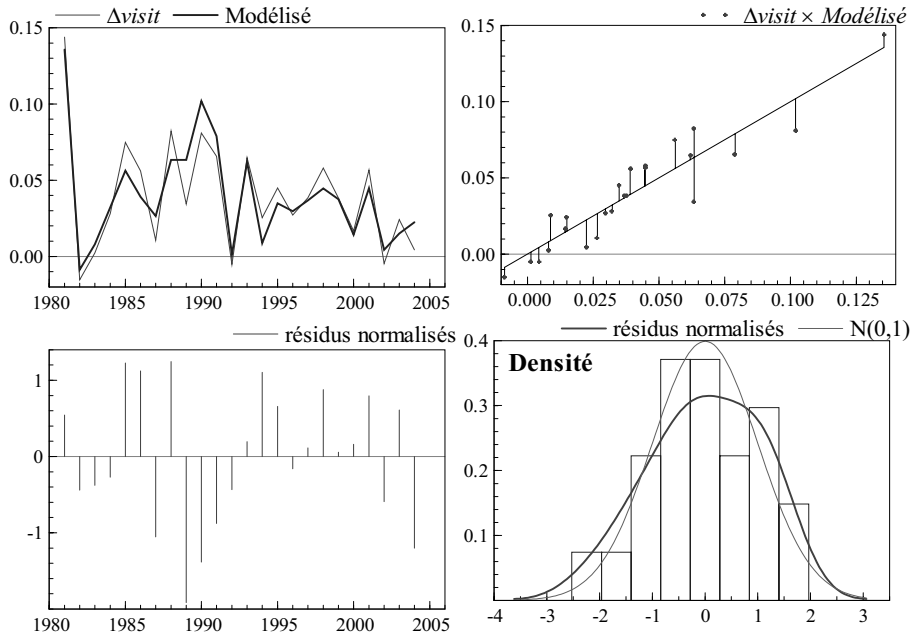 Δvisit Modélisé
0.15
0.10
0.05
0.00
1980 1985 1990 1995 2000 2005
Δvisit × Modélisé
0.15
0.10
0.05
0.00
0.000 0.025 0.050 0.075 0.100 0.125
résidus normalisés
1
0
-1
1980 1985 1990 1995 2000 2005
résidus normalisés N(0,1)
Densité
0.4
0.3
0.2
0.1
-4 -3 -2 -1 0 1 2 3